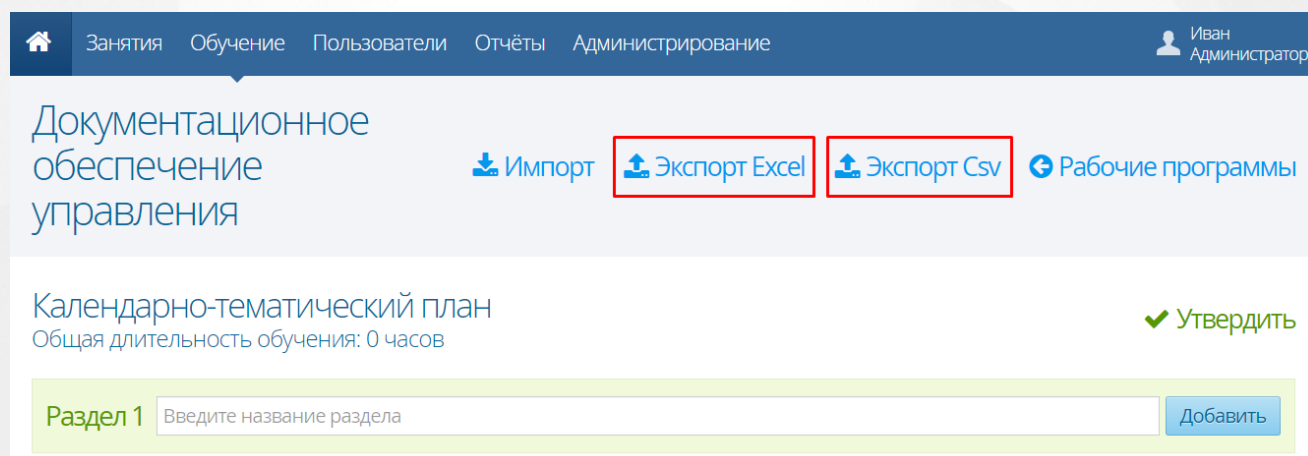 Занятия Обучение Пользователи Отчёты Администрирование Иван
Администратор
Документационное
обеспечение
управления
Импорт Экспорт Excel Экспорт Csv Рабочие программы
Календарно-тематический план
Общая длительность обучения: 0 часов
Утвердить
Раздел 1 Введите название раздела Добавить